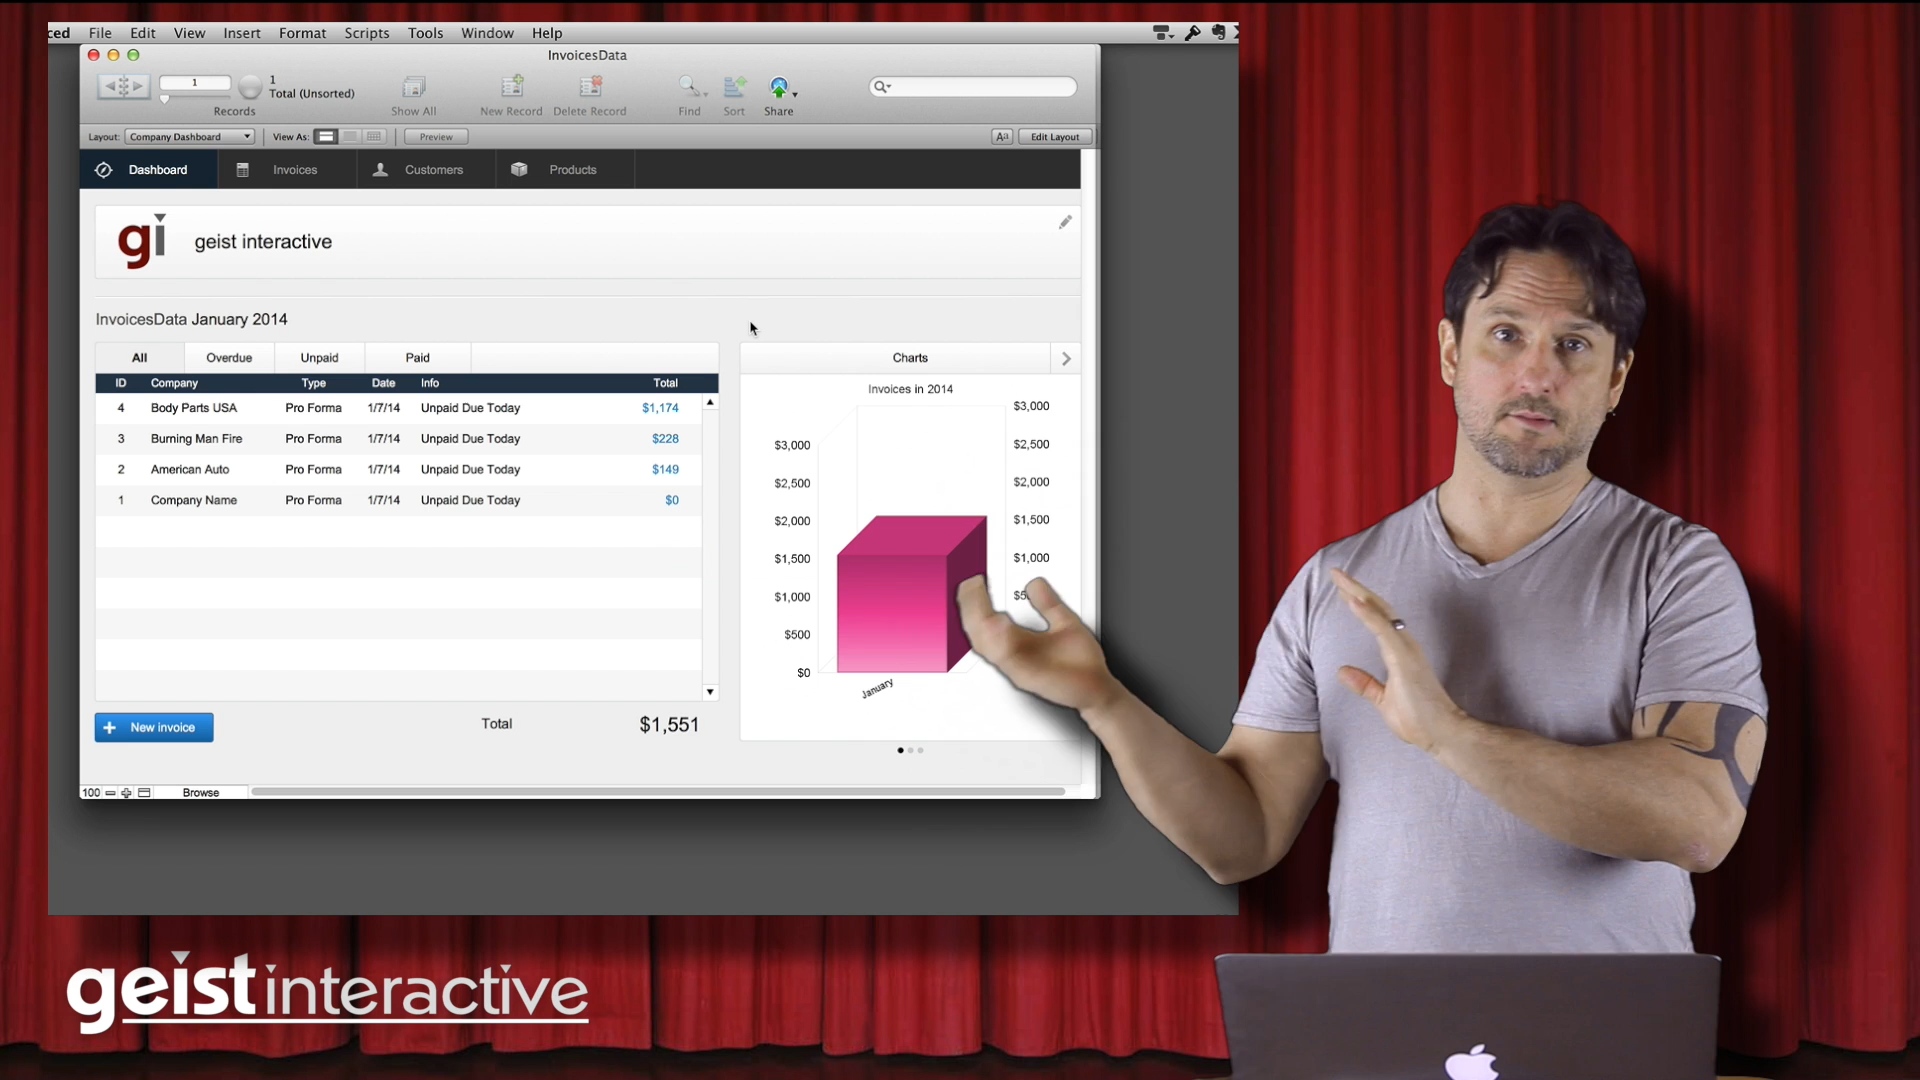 ced File Edit View Insert Format Scripts Tools Window Help
InvoicesData
1
1
Total (Unsorted)
Records Show All New Record Delete Record Find Sort Share
Layout: Company Dashboard View As: Preview Aa Edit Layout
Dashboard Invoices Customers Products
gi geist interactive
InvoicesData January 2014
All Overdue Unpaid Paid
ID Company Type Date Info Total
4 Body Parts USA Pro Forma 1/7/14 Unpaid Due Today $1,174
3 Burning Man Fire Pro Forma 1/7/14 Unpaid Due Today $228
2 American Auto Pro Forma 1/7/14 Unpaid Due Today $149
1 Company Name Pro Forma 1/7/14 Unpaid Due Today $0
New invoice
Total $1,551
Charts
Invoices in 2014
$3,000
$2,500
$2,000
$1,500
$1,000
$500
$0
$3,000
$2,500
$2,000
$1,500
$1,000
January
100 Browse
geist interactive